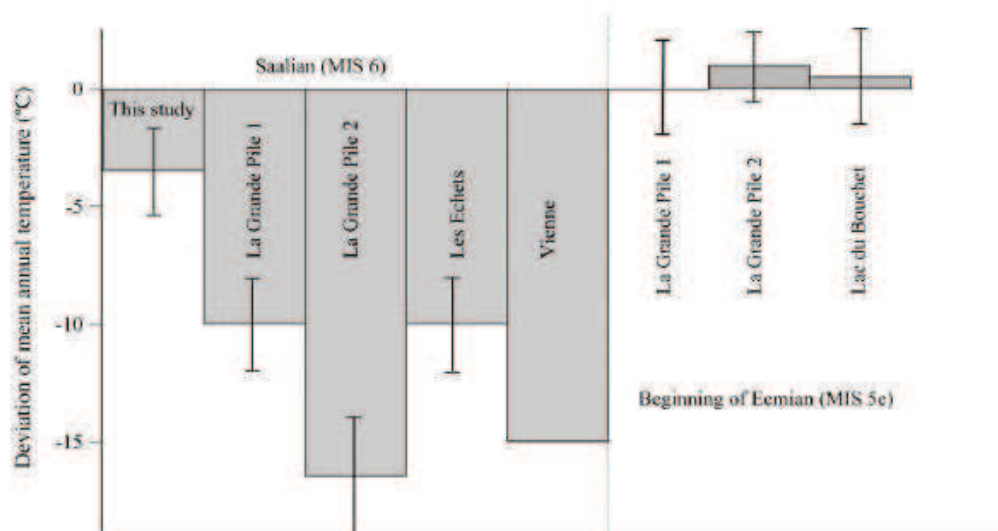 Deviation of mean annual temperature (°C)
0
-5
-10
-15
Saalian (MIS 6)
This study
La Grande Pile 1
La Grande Pile 2
Les Echets
Vienne
La Grande Pile 1
La Grande Pile 2
Lac du Bouchet
Beginning of Eemian (MIS 5e)